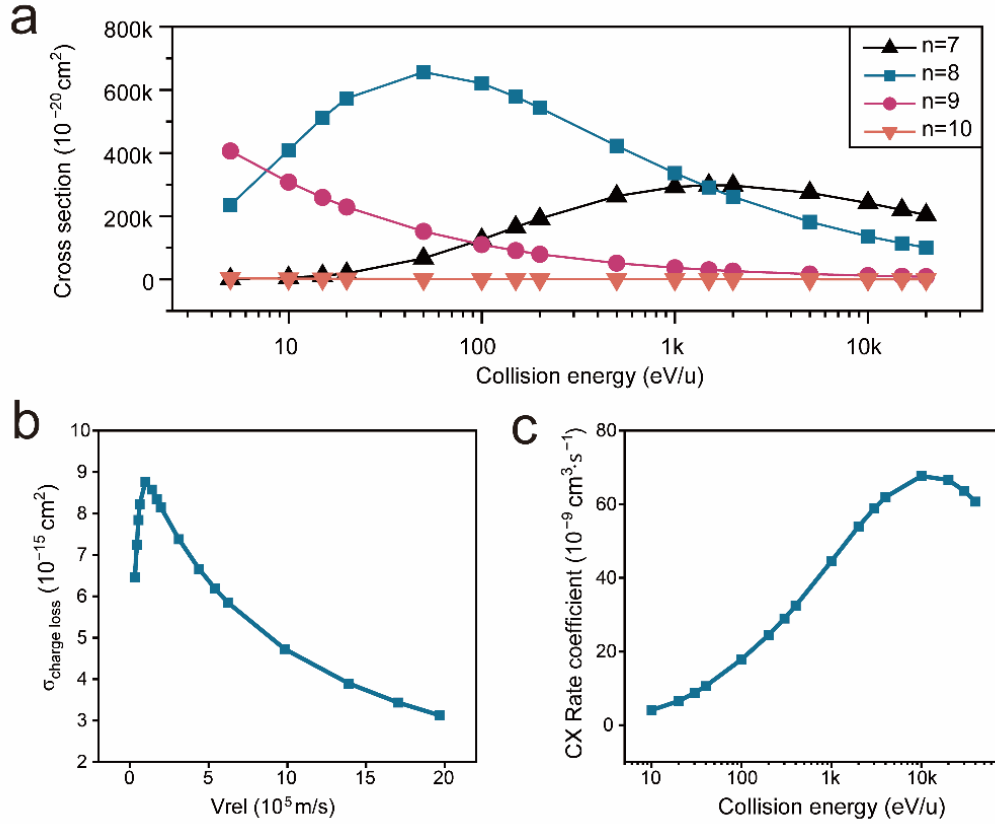 a
800k
600k
400k
200k
0
Cross section (10⁻²⁰cm²)
10
100
1k
10k
Collision energy (eV/u)
n=7
n=8
n=9
n=10
b
10
9
8
7
6
5
4
3
2
σcharge loss (10⁻¹⁵ cm²)
0
5
10
15
20
Vrel (10⁵m/s)
c
80
60
40
20
0
CX Rate coefficient (10⁻⁹ cm³·s⁻¹)
10
100
1k
10k
Collision energy (eV/u)